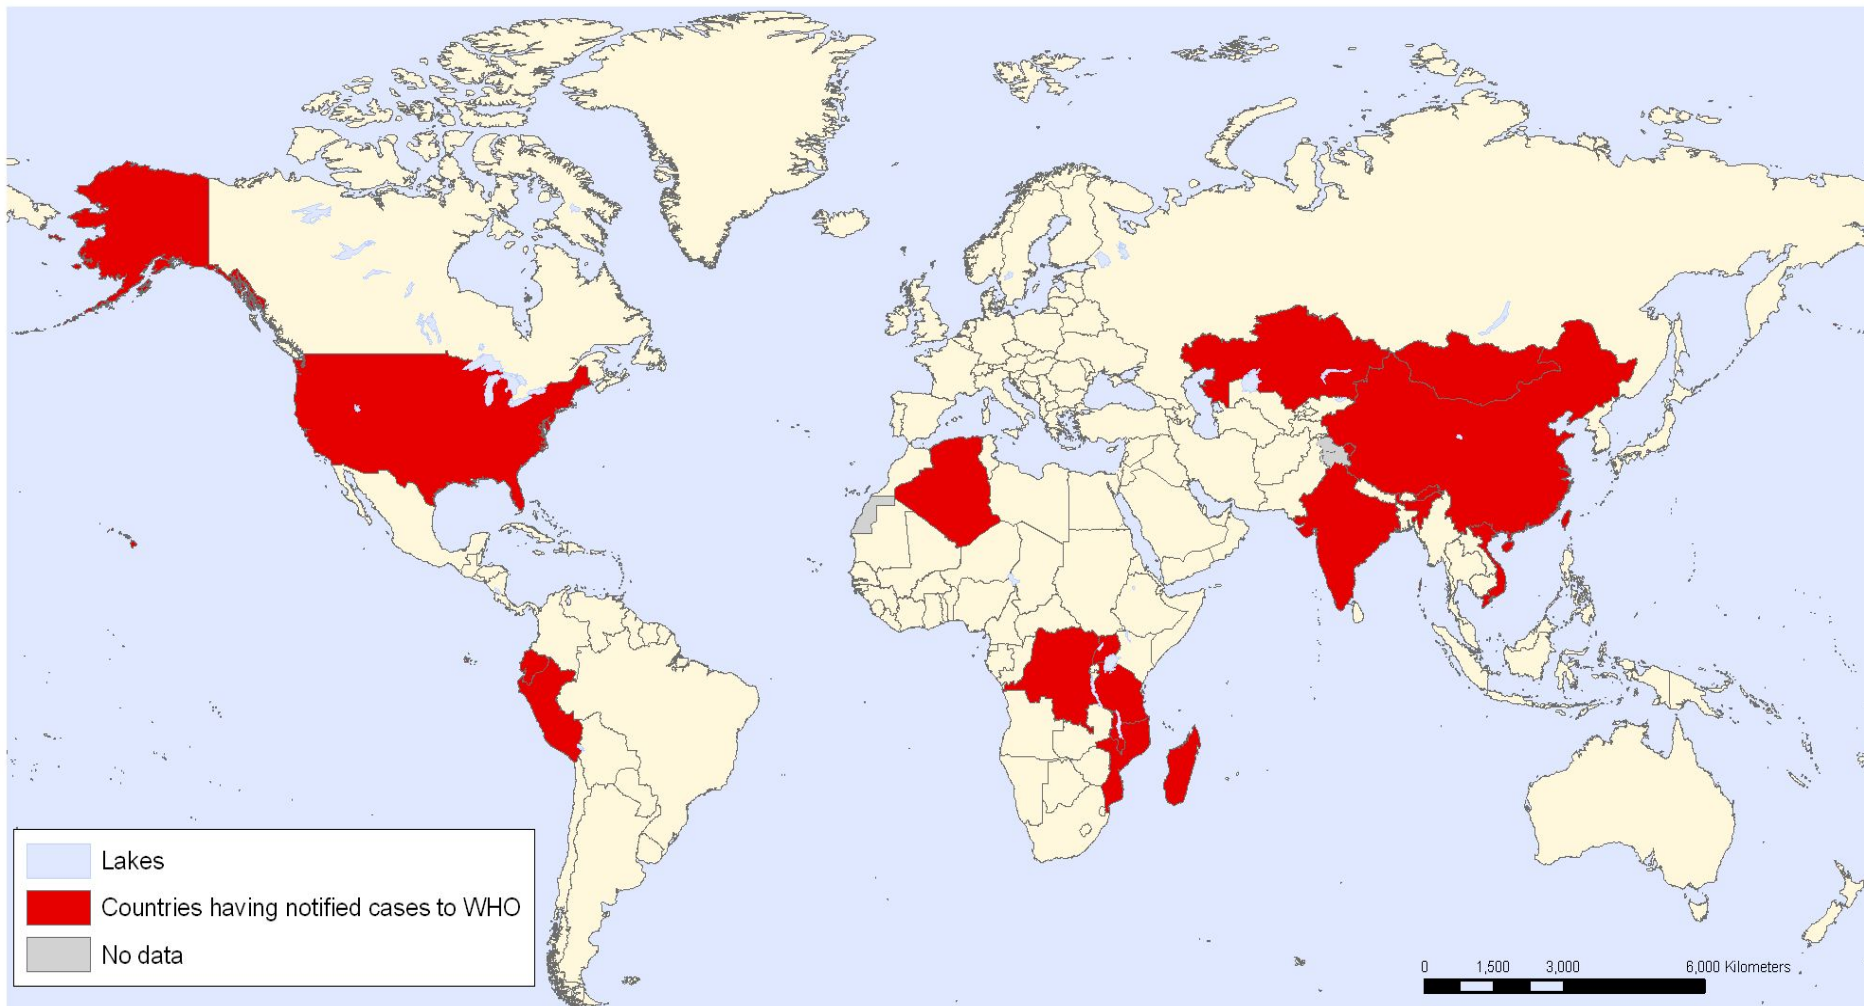 Lakes
Countries having notified cases to WHO
No data
0 1,500 3,000 6,000 Kilometers